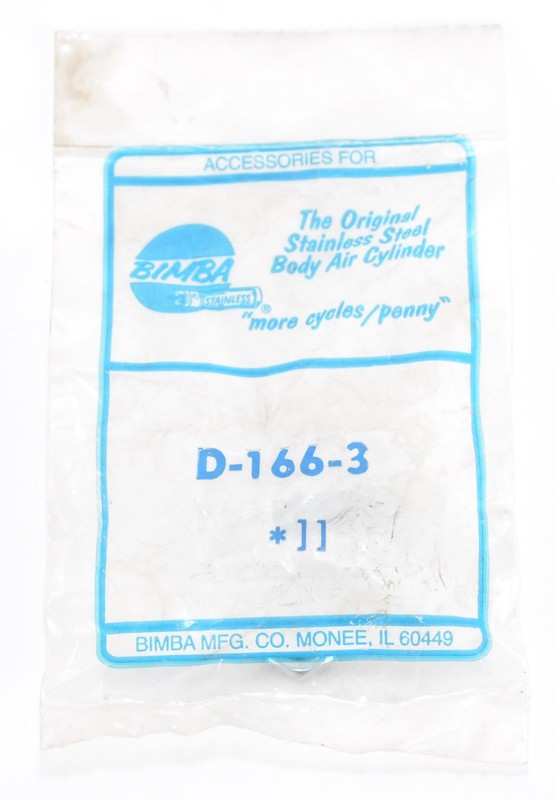 ACCESSORIES FOR
The Original
Stainless Steel
Body Air Cylinder
BIMBA
STAINLESS
®
"more cycles/penny"
D-166-3
*]]
BIMBA MFG. CO. MONEE, IL 60449